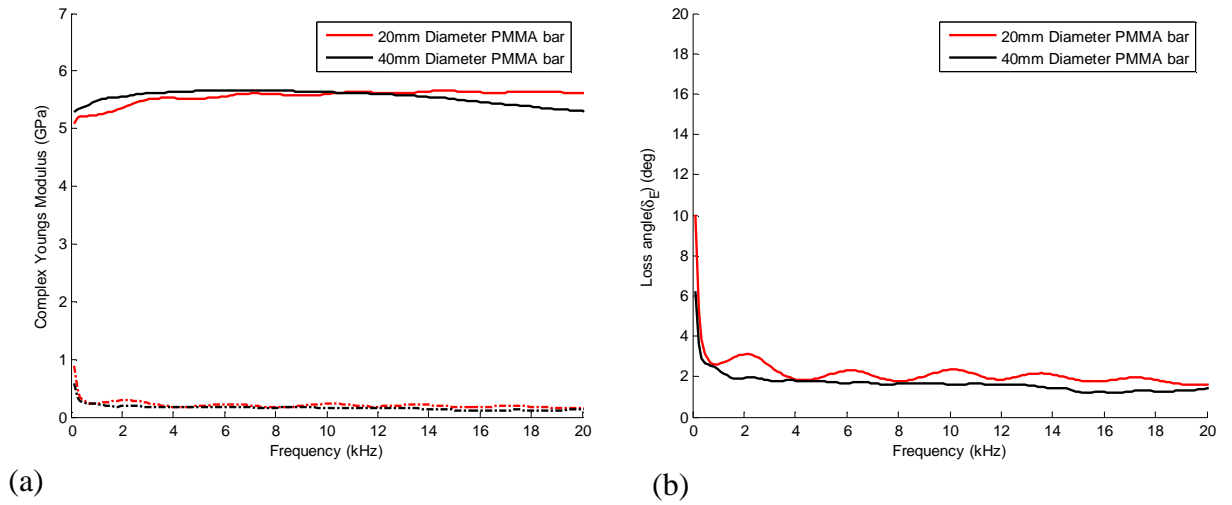 7
6
5
4
3
2
1
0
Complex Youngs Modulus (GPa)
20mm Diameter PMMA bar
40mm Diameter PMMA bar
0 2 4 6 8 10 12 14 16 18 20
Frequency (kHz)
(a)
20
18
16
14
12
10
8
6
4
2
0
Loss angle(δE) (deg)
20mm Diameter PMMA bar
40mm Diameter PMMA bar
0 2 4 6 8 10 12 14 16 18 20
Frequency (kHz)
(b)